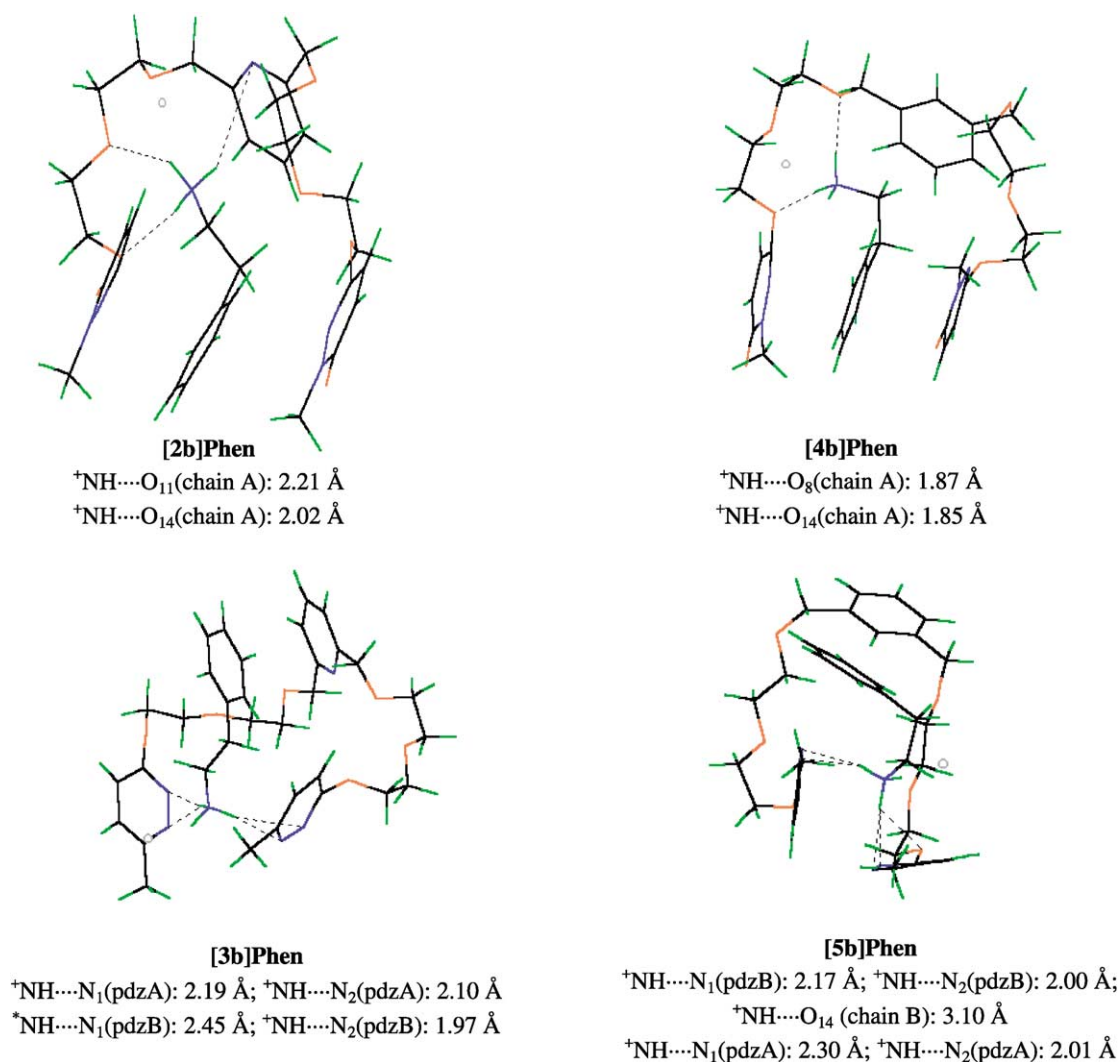 [2b]Phen
⁺NH····O₁₁(chain A): 2.21 Å
⁺NH····O₁₄(chain A): 2.02 Å
[4b]Phen
⁺NH····O₈(chain A): 1.87 Å
⁺NH····O₁₄(chain A): 1.85 Å
[3b]Phen
⁺NH····N₁(pdzA): 2.19 Å; ⁺NH····N₂(pdzA): 2.10 Å
*NH····N₁(pdzB): 2.45 Å; ⁺NH····N₂(pdzB): 1.97 Å
[5b]Phen
⁺NH····N₁(pdzB): 2.17 Å; ⁺NH····N₂(pdzB): 2.00 Å;
⁺NH····O₁₄ (chain B): 3.10 Å
⁺NH····N₁(pdzA): 2.30 Å; ⁺NH····N₂(pdzA): 2.01 Å